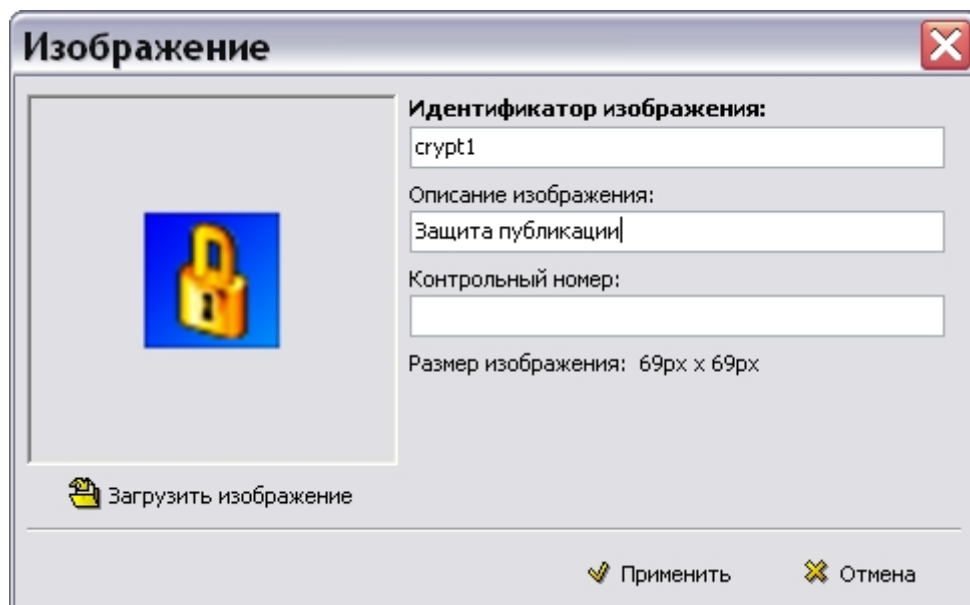 Изображение
Идентификатор изображения:
crypt1
Описание изображения:
Защита публикации
Контрольный номер:
Размер изображения: 69px x 69px
Загрузить изображение
Применить
Отмена